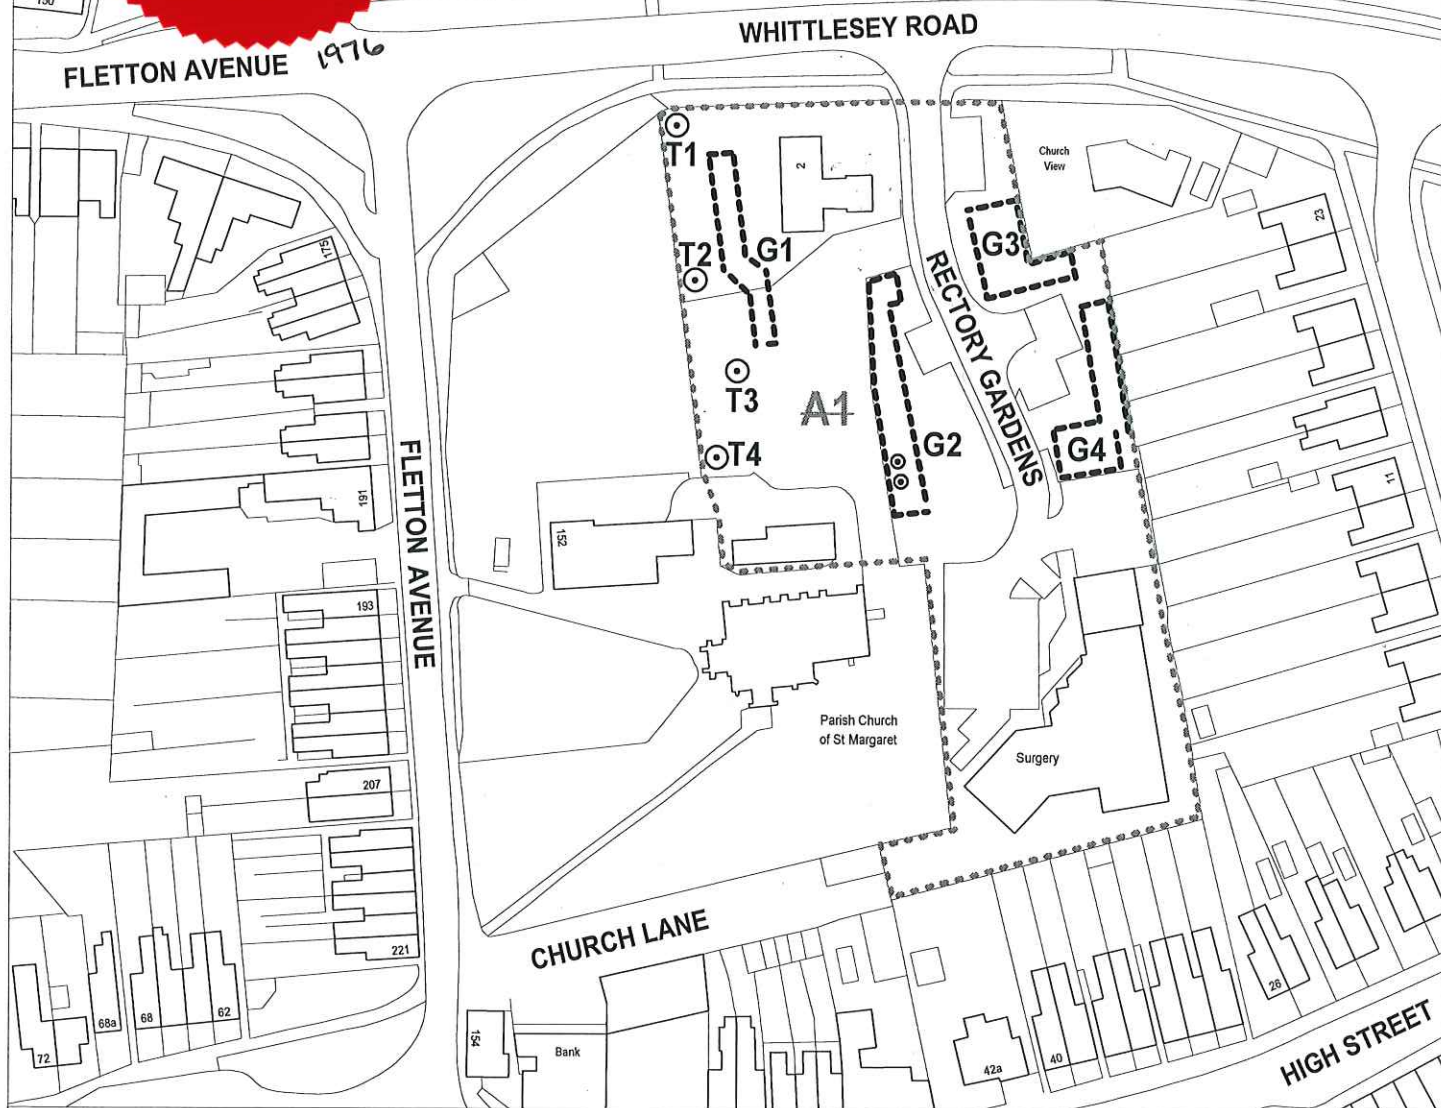 FLETTON AVENUE
1976
WHITTLESEY ROAD
T1
2
Church
View
23
175
T2
G1
G3
RECTORY GARDENS
T3
A1
T4
G2
G4
191
152
11
FLETTON AVENUE
193
Parish Church
of St Margaret
Surgery
207
221
CHURCH LANE
72
68a
68
62
154
Bank
42a
40
26
HIGH STREET